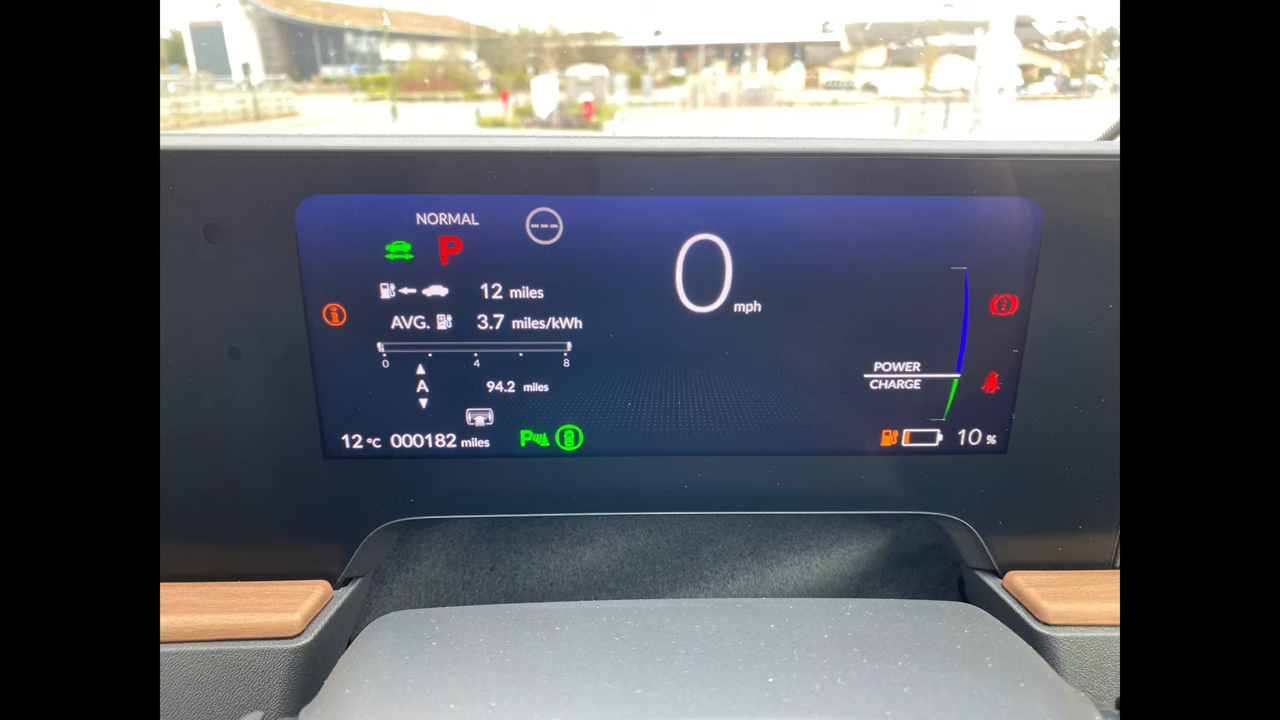 NORMAL
P
0 mph
12 miles
AVG. 3.7 miles/kWh
0 4 8
A 94.2 miles
POWER
CHARGE
12 °C 000182 miles P 10 %